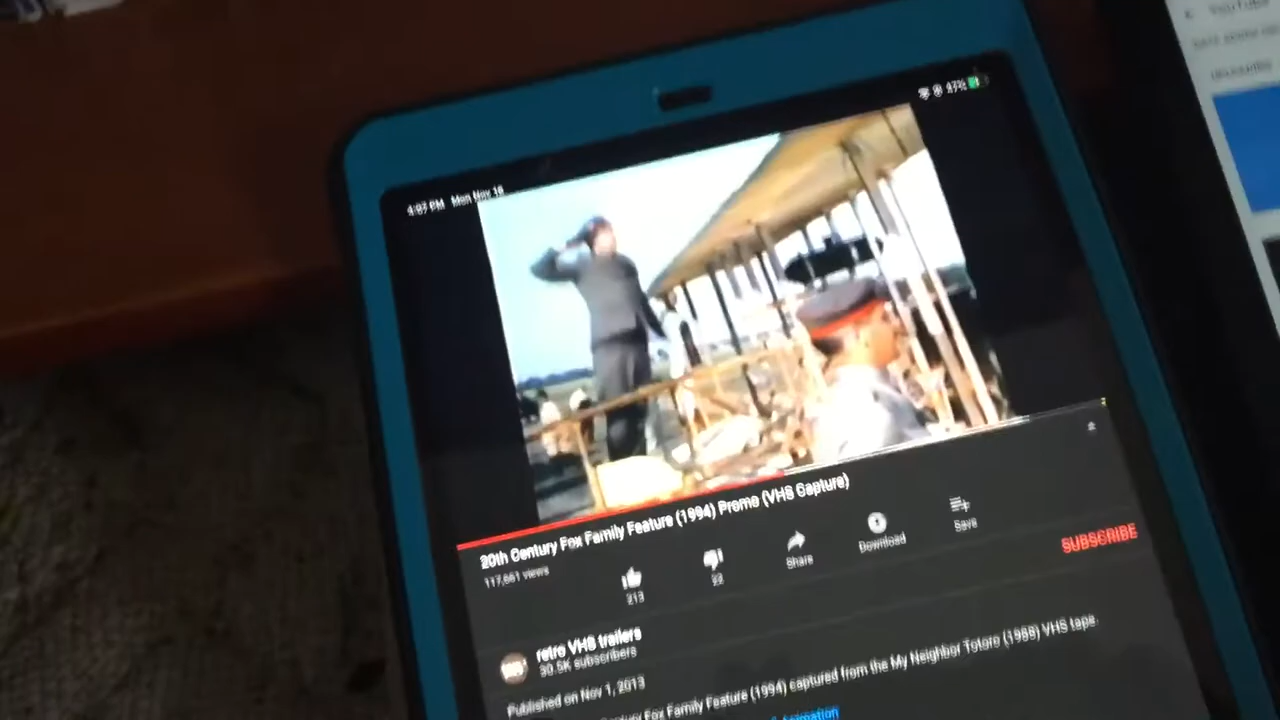 4:07 PM Mon Nov 18
47%
20th Century Fox Family Feature (1994) Promo (VHS Capture)
117,661 views
213
Share
Download
Save
SUBSCRIBE
retro VHS trailers
30.5K subscribers
Published on Nov 1, 2013
Century Fox Family Feature (1994) captured from the My Neighbor Totoro (1988) VHS tape.
YouTube